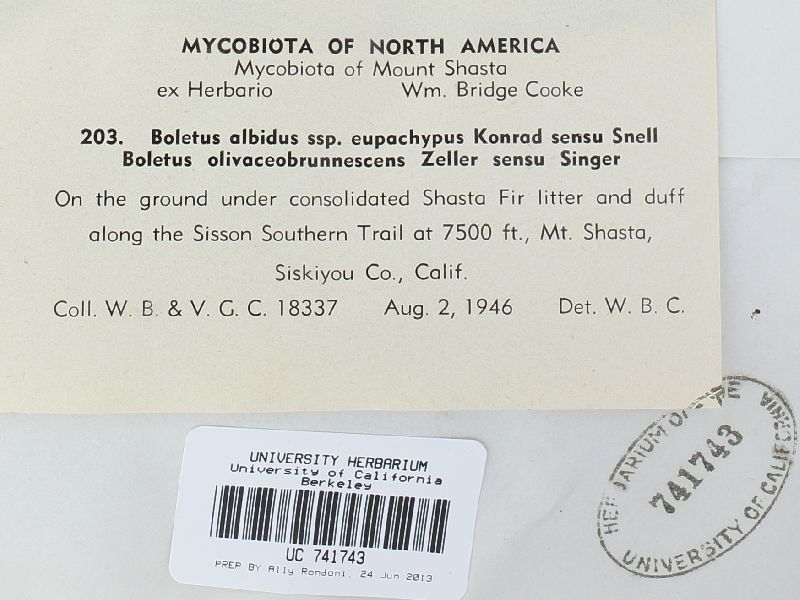 MYCOBIOTA OF NORTH AMERICA
Mycobiota of Mount Shasta
ex Herbario Wm. Bridge Cooke
203. Boletus albidus ssp. eupachypus Konrad sensu Snell
Boletus olivaceobrunnescens Zeller sensu Singer
On the ground under consolidated Shasta Fir litter and duff
along the Sisson Southern Trail at 7500 ft., Mt. Shasta,
Siskiyou Co., Calif.
Coll. W. B. & V. G. C. 18337 Aug. 2, 1946 Det. W. B. C.
HERBARIUM OF THE
741743
UNIVERSITY OF CALIFORNIA
UNIVERSITY HERBARIUM
University of California
Berkeley
UC 741743
PREP BY Ally Rondoni, 24 Jun 2013